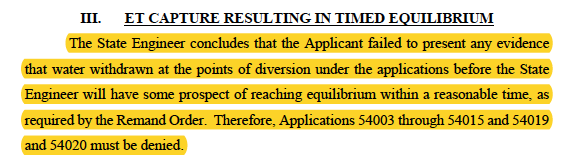 III. ET CAPTURE RESULTING IN TIMED EQUILIBRIUM
The State Engineer concludes that the Applicant failed to present any evidence
that water withdrawn at the points of diversion under the applications before the State
Engineer will have some prospect of reaching equilibrium within a reasonable time, as
required by the Remand Order. Therefore, Applications 54003 through 54015 and 54019
and 54020 must be denied.